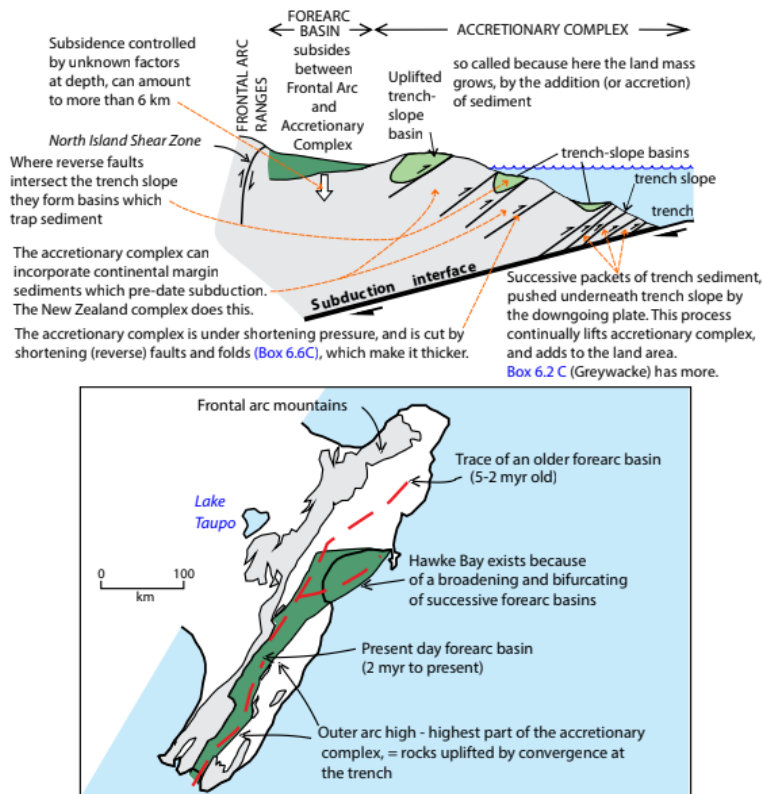 FOREARC
BASIN
subsides
between
Frontal Arc
and
Accretionary
Complex
ACCRETIONARY COMPLEX
so called because here the land mass
grows, by the addition (or accretion)
of sediment
Subsidence controlled
by unknown factors
at depth, can amount
to more than 6 km
FRONTAL ARC
RANGES
Uplifted
trench-
slope
basin
North Island Shear Zone
Where reverse faults
intersect the trench slope
they form basins which
trap sediment
trench-slope basins
trench slope
trench
The accretionary complex can
incorporate continental margin
sediments which pre-date subduction.
The New Zealand complex does this.
Subduction interface
Successive packets of trench sediment,
pushed underneath trench slope by
the downgoing plate. This process
continually lifts accretionary complex,
and adds to the land area.
Box 6.2 C (Greywacke) has more.
The accretionary complex is under shortening pressure, and is cut by
shortening (reverse) faults and folds (Box 6.6C), which make it thicker.
Frontal arc mountains
Trace of an older forearc basin
(5-2 myr old)
Lake
Taupo
Hawke Bay exists because
of a broadening and bifurcating
of successive forearc basins
0 100
km
Present day forearc basin
(2 myr to present)
Outer arc high - highest part of the accretionary
complex, = rocks uplifted by convergence at
the trench